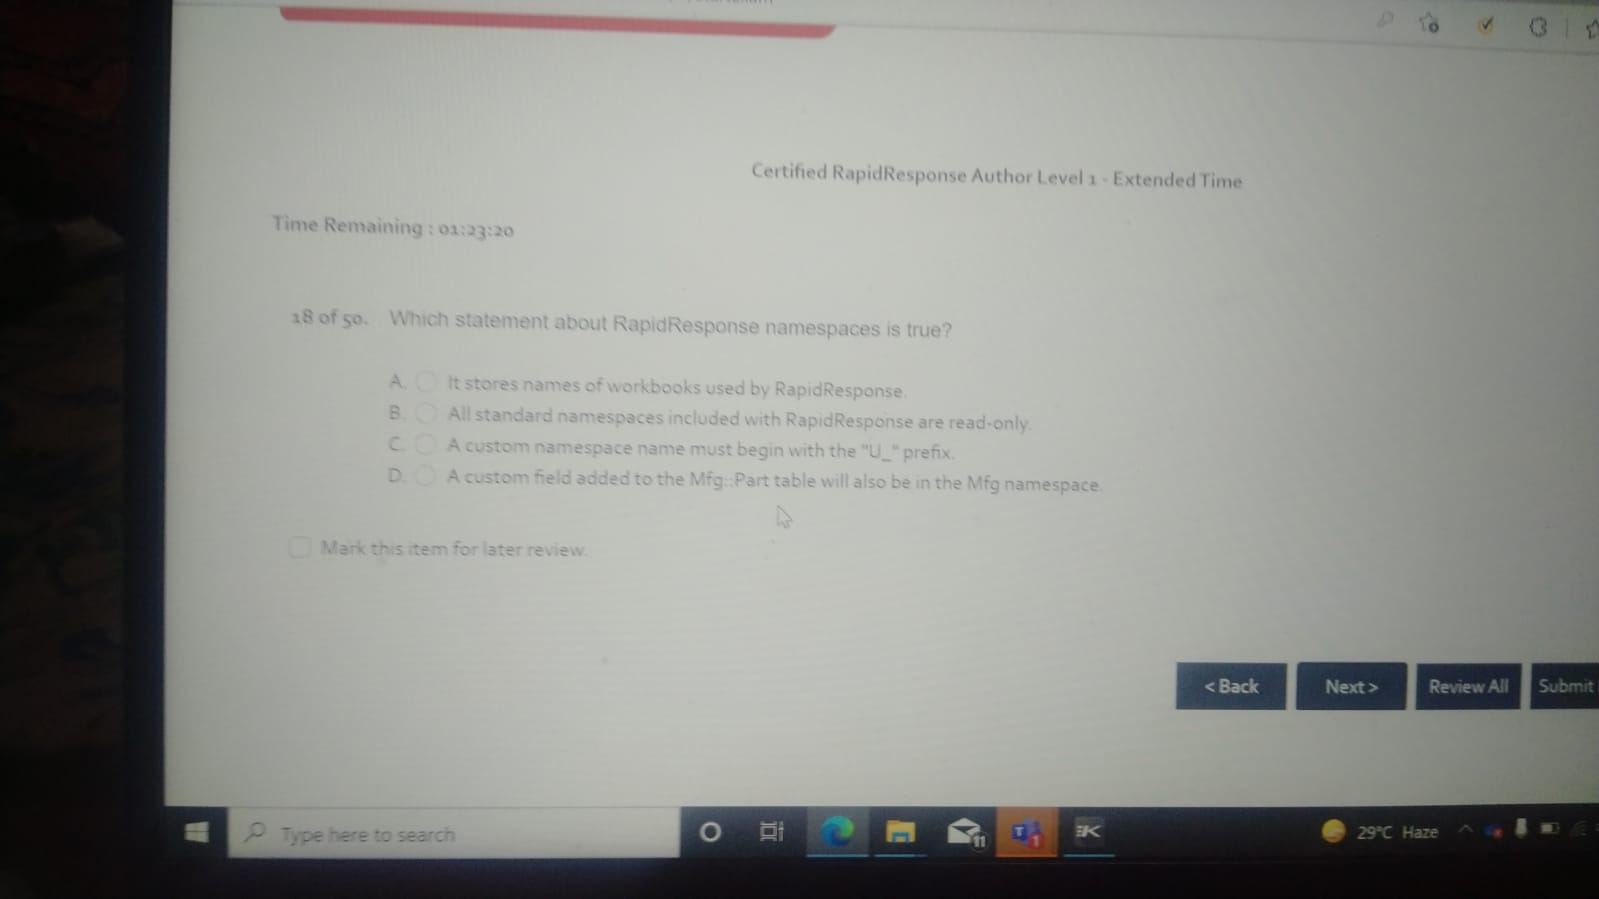 Certified RapidResponse Author Level 1 - Extended Time
Time Remaining : 01:23:20
18 of 50. Which statement about RapidResponse namespaces is true?
A. It stores names of workbooks used by RapidResponse.
B. All standard namespaces included with RapidResponse are read-only.
C. A custom namespace name must begin with the "U_" prefix.
D. A custom field added to the Mfg::Part table will also be in the Mfg namespace.
Mark this item for later review.
< Back Next > Review All Submit
Type here to search 11 T 1 K 29°C Haze